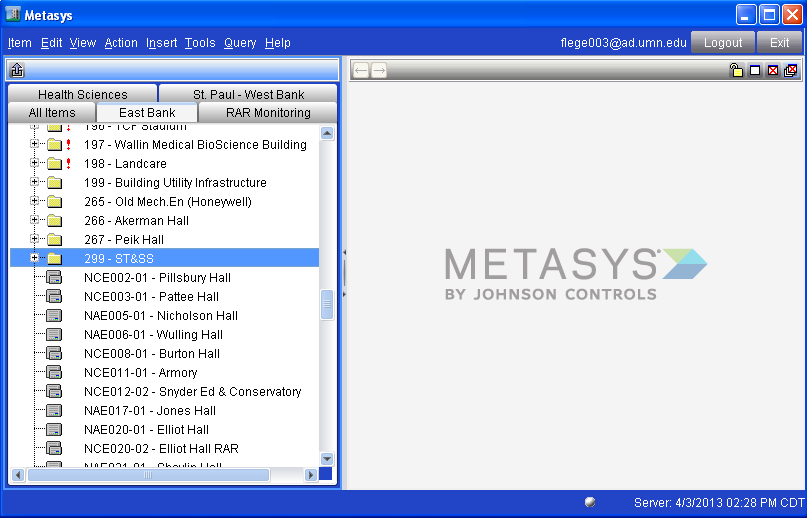 Metasys
Item Edit View Action Insert Tools Query Help
flege003@ad.umn.edu Logout Exit
Health Sciences St. Paul - West Bank
All Items East Bank RAR Monitoring
196 - TCF Stadium
197 - Wallin Medical BioScience Building
198 - Landcare
199 - Building Utility Infrastructure
265 - Old Mech.En (Honeywell)
266 - Akerman Hall
267 - Peik Hall
299 - ST&SS
NCE002-01 - Pillsbury Hall
NCE003-01 - Pattee Hall
NAE005-01 - Nicholson Hall
NAE006-01 - Wulling Hall
NCE008-01 - Burton Hall
NCE011-01 - Armory
NCE012-02 - Snyder Ed & Conservatory
NAE017-01 - Jones Hall
NAE020-01 - Elliot Hall
NCE020-02 - Elliot Hall RAR
NAE021-01 - Shevlin Hall
METASYS
BY JOHNSON CONTROLS
Server: 4/3/2013 02:28 PM CDT